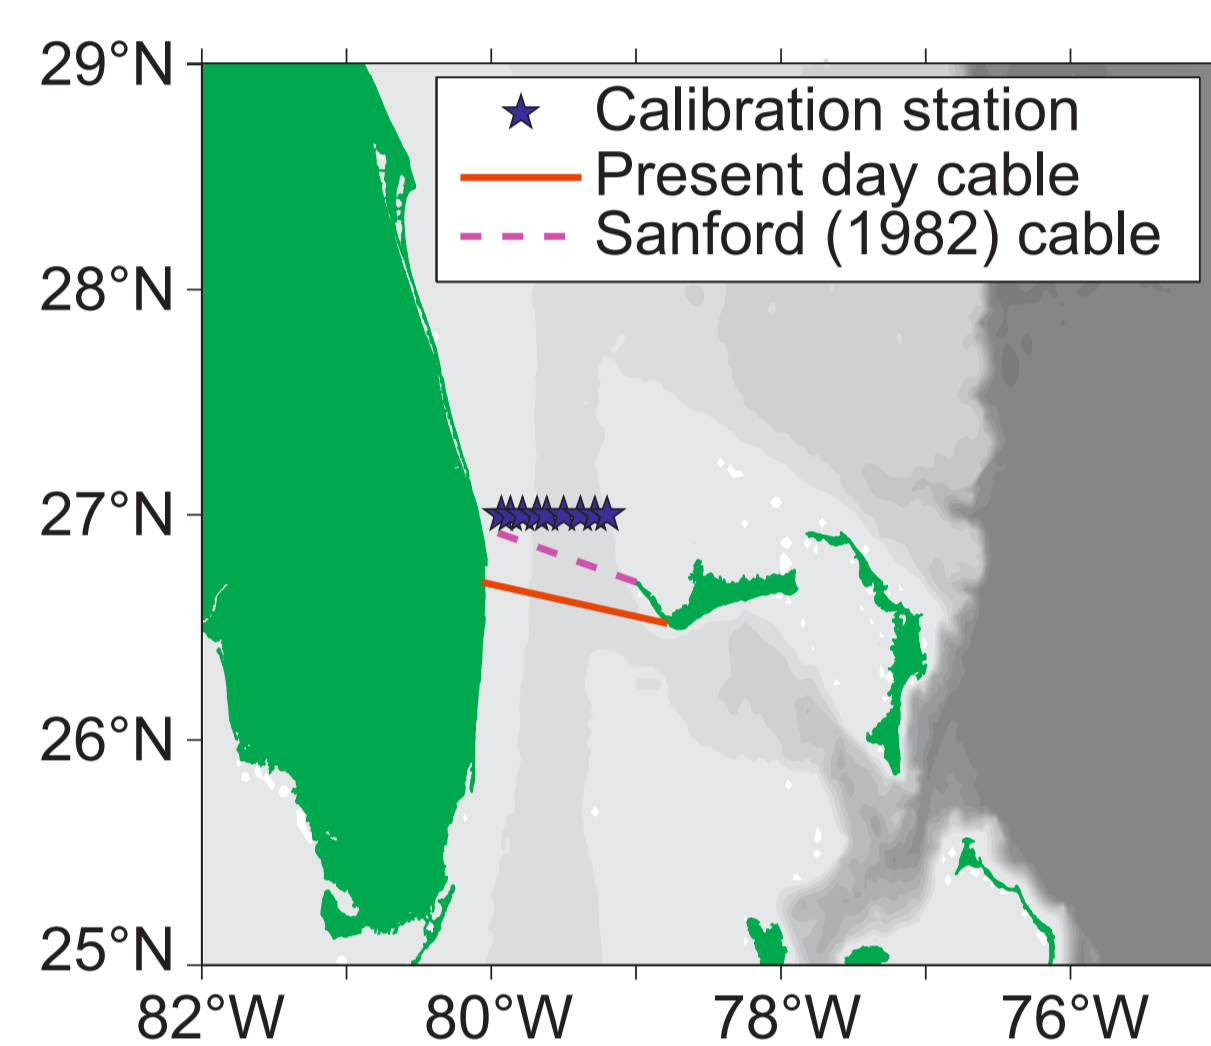 29°N
Calibration station
Present day cable
Sanford (1982) cable
28°N
27°N
26°N
25°N
82°W 80°W 78°W 76°W